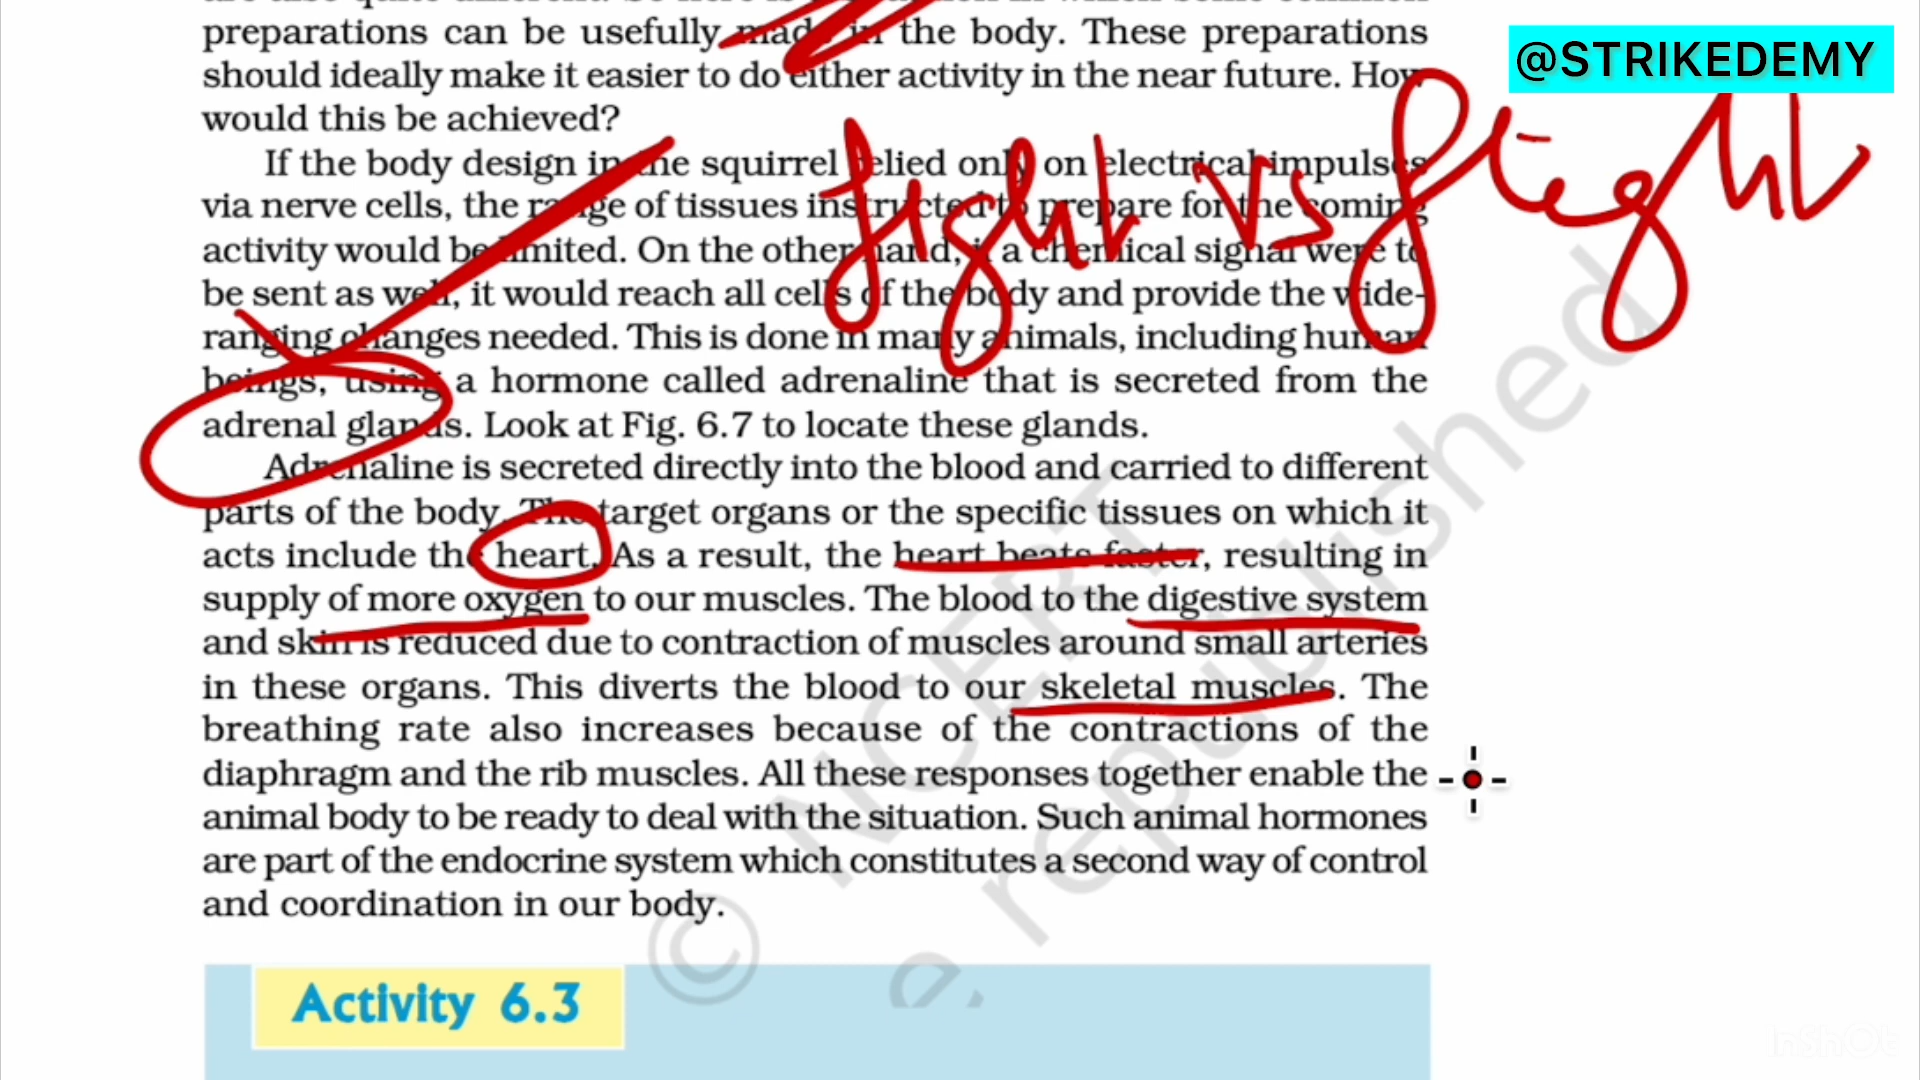 preparations can be usefully made in the body. These preparations
@STRIKEDEMY
should ideally make it easier to do either activity in the near future. How
would this be achieved?
fight vs flight
If the body design in the squirrel relied only on electrical impulses
via nerve cells, the range of tissues instructed to prepare for the coming
activity would be limited. On the other hand, if a chemical signal were to
be sent as well, it would reach all cells of the body and provide the wide-
ranging changes needed. This is done in many animals, including human
beings, using a hormone called adrenaline that is secreted from the
adrenal glands. Look at Fig. 6.7 to locate these glands.
Adrenaline is secreted directly into the blood and carried to different
parts of the body. The target organs or the specific tissues on which it
acts include the heart. As a result, the heart beats faster, resulting in
supply of more oxygen to our muscles. The blood to the digestive system
and skin is reduced due to contraction of muscles around small arteries
in these organs. This diverts the blood to our skeletal muscles. The
breathing rate also increases because of the contractions of the
diaphragm and the rib muscles. All these responses together enable the
animal body to be ready to deal with the situation. Such animal hormones
are part of the endocrine system which constitutes a second way of control
and coordination in our body.
© NCERT
republished
Activity 6.3
InShOt